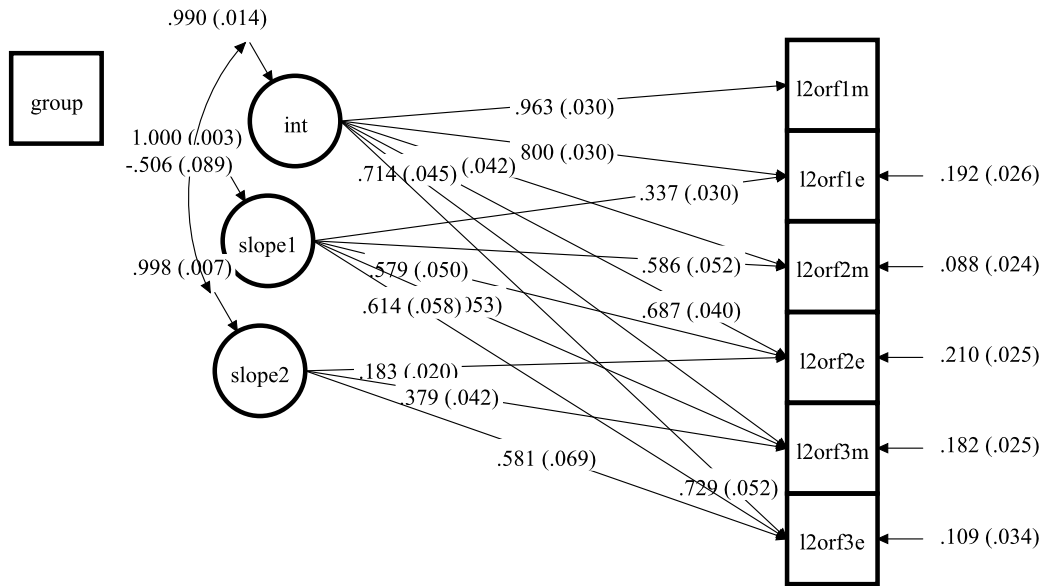 .990 (.014)
group
int
l2orf1m
.963 (.030)
1.000 (.003)
-.506 (.089)
800 (.030)
(.042)
.714 (.045)
l2orf1e
.192 (.026)
.337 (.030)
slope1
.998 (.007)
.579 (.050)
.586 (.052)
l2orf2m
.088 (.024)
.614 (.058)
)53)
.687 (.040)
slope2
.183 (.020)
.379 (.042)
l2orf2e
.210 (.025)
.581 (.069)
l2orf3m
.182 (.025)
.729 (.052)
l2orf3e
.109 (.034)